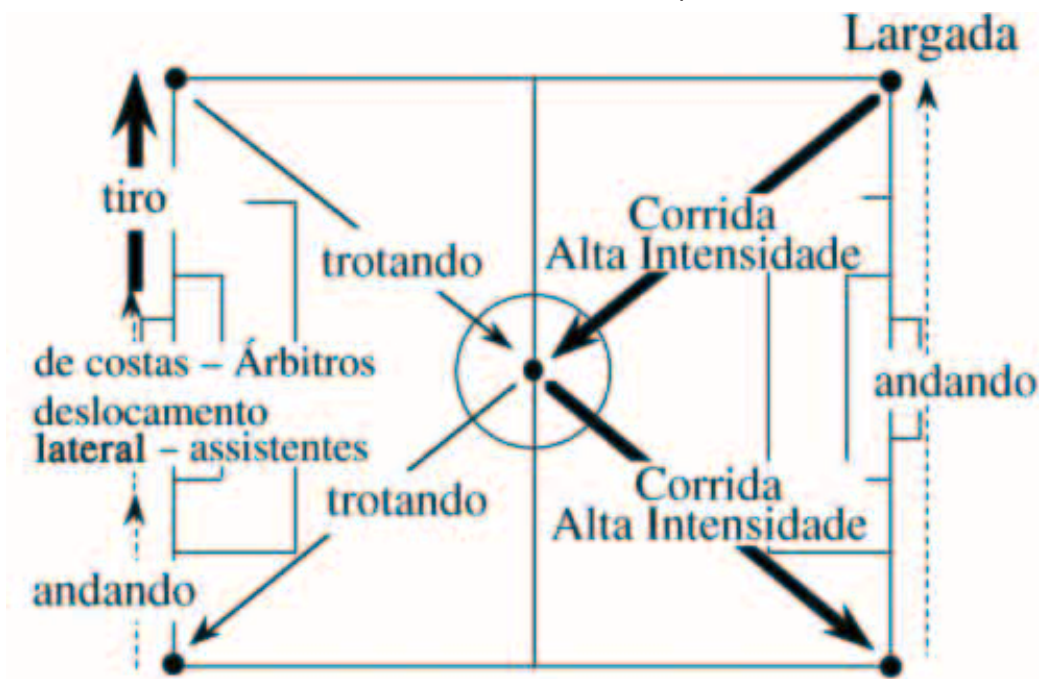 Largada
tiro
Corrida
Alta Intensidade
trotando
de costas – Árbitros
deslocamento
lateral – assistentes
andando
trotando
Corrida
Alta Intensidade
andando